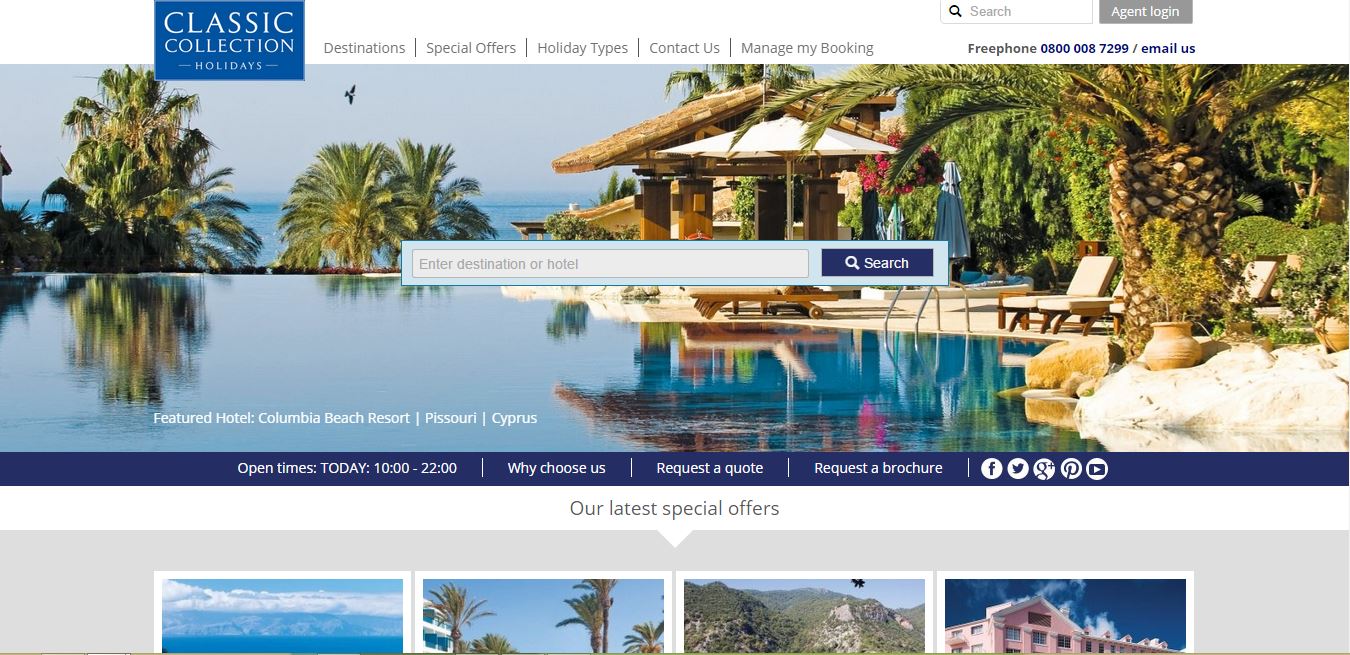 CLASSIC
COLLECTION
HOLIDAYS
Search
Agent login
Destinations
Special Offers
Holiday Types
Contact Us
Manage my Booking
Freephone 0800 008 7299 / email us
Enter destination or hotel
Search
Featured Hotel: Columbia Beach Resort | Pissouri | Cyprus
Open times: TODAY: 10:00 - 22:00
Why choose us
Request a quote
Request a brochure
Our latest special offers